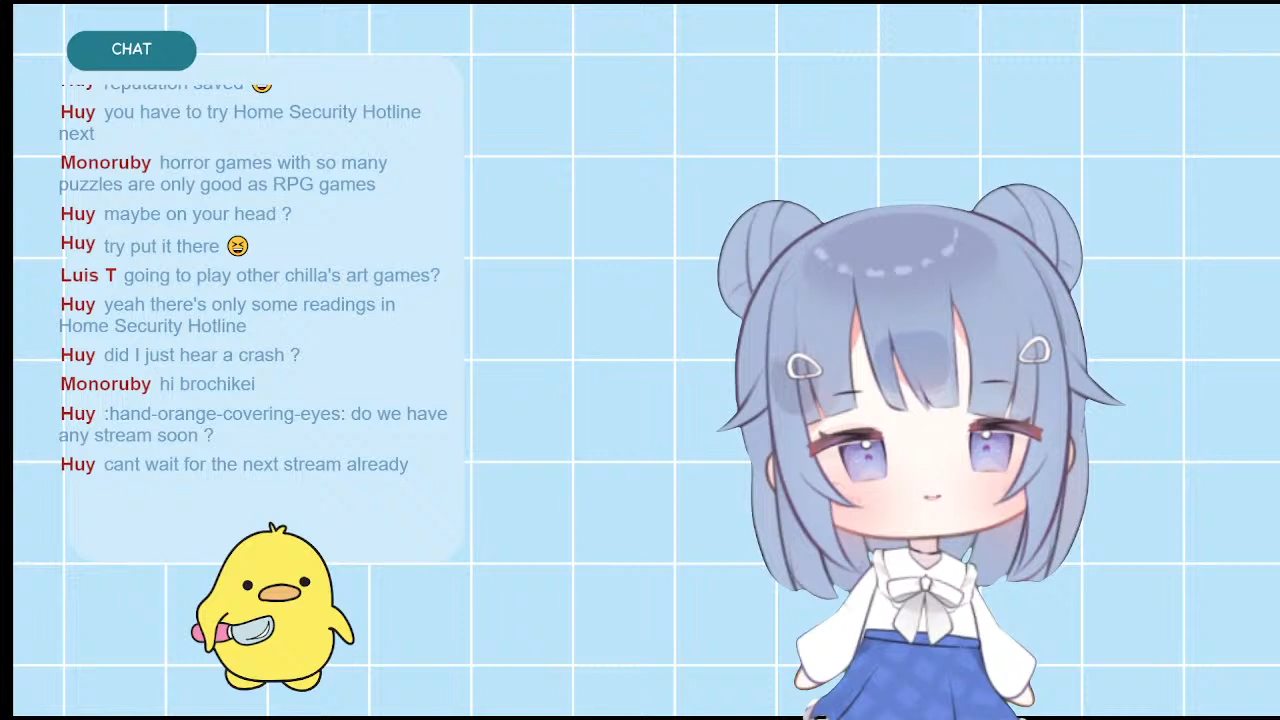 CHAT
Huy reputation saved
Huy you have to try Home Security Hotline
next
Monoruby horror games with so many
puzzles are only good as RPG games
Huy maybe on your head ?
Huy try put it there 😆
Luis T going to play other chilla's art games?
Huy yeah there's only some readings in
Home Security Hotline
Huy did I just hear a crash ?
Monoruby hi brochikei
Huy :hand-orange-covering-eyes: do we have
any stream soon ?
Huy cant wait for the next stream already